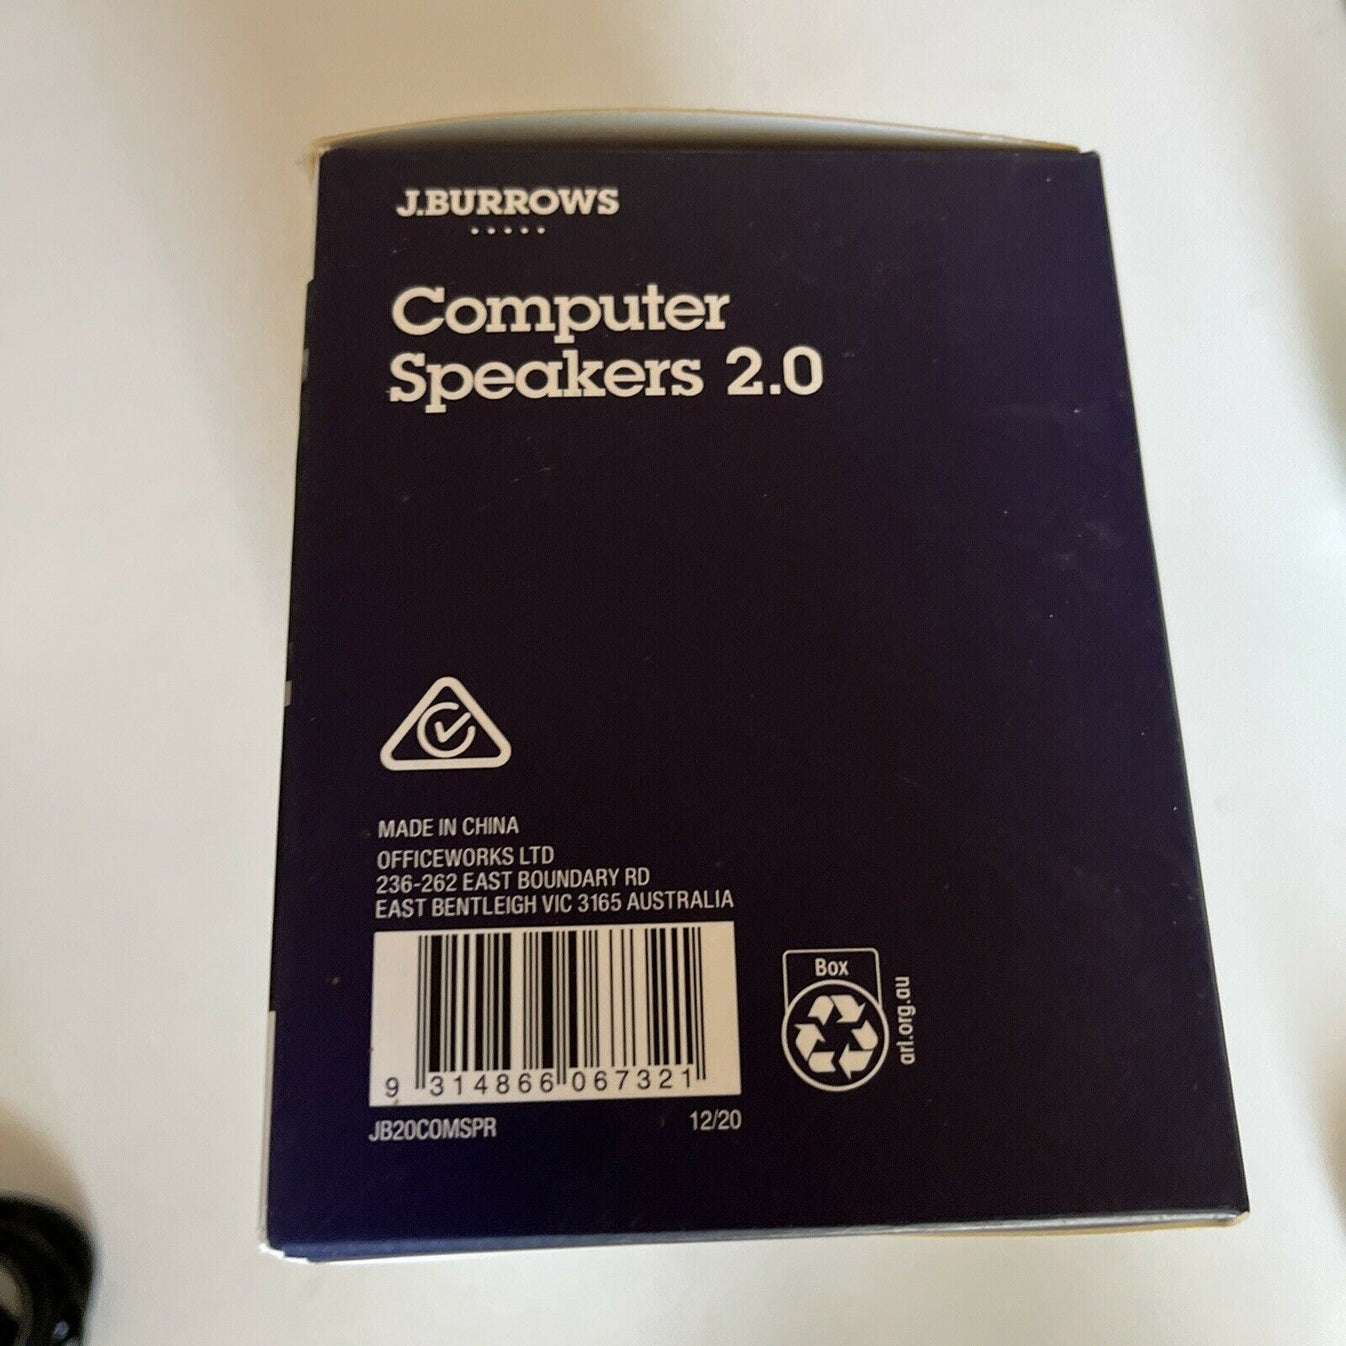 J.BURROWS
Computer
Speakers 2.0
MADE IN CHINA
OFFICEWORKS LTD
236-262 EAST BOUNDARY RD
EAST BENTLEIGH VIC 3165 AUSTRALIA
9 314866 067321
JB20COMSPR 12/20
Box
arl.org.au